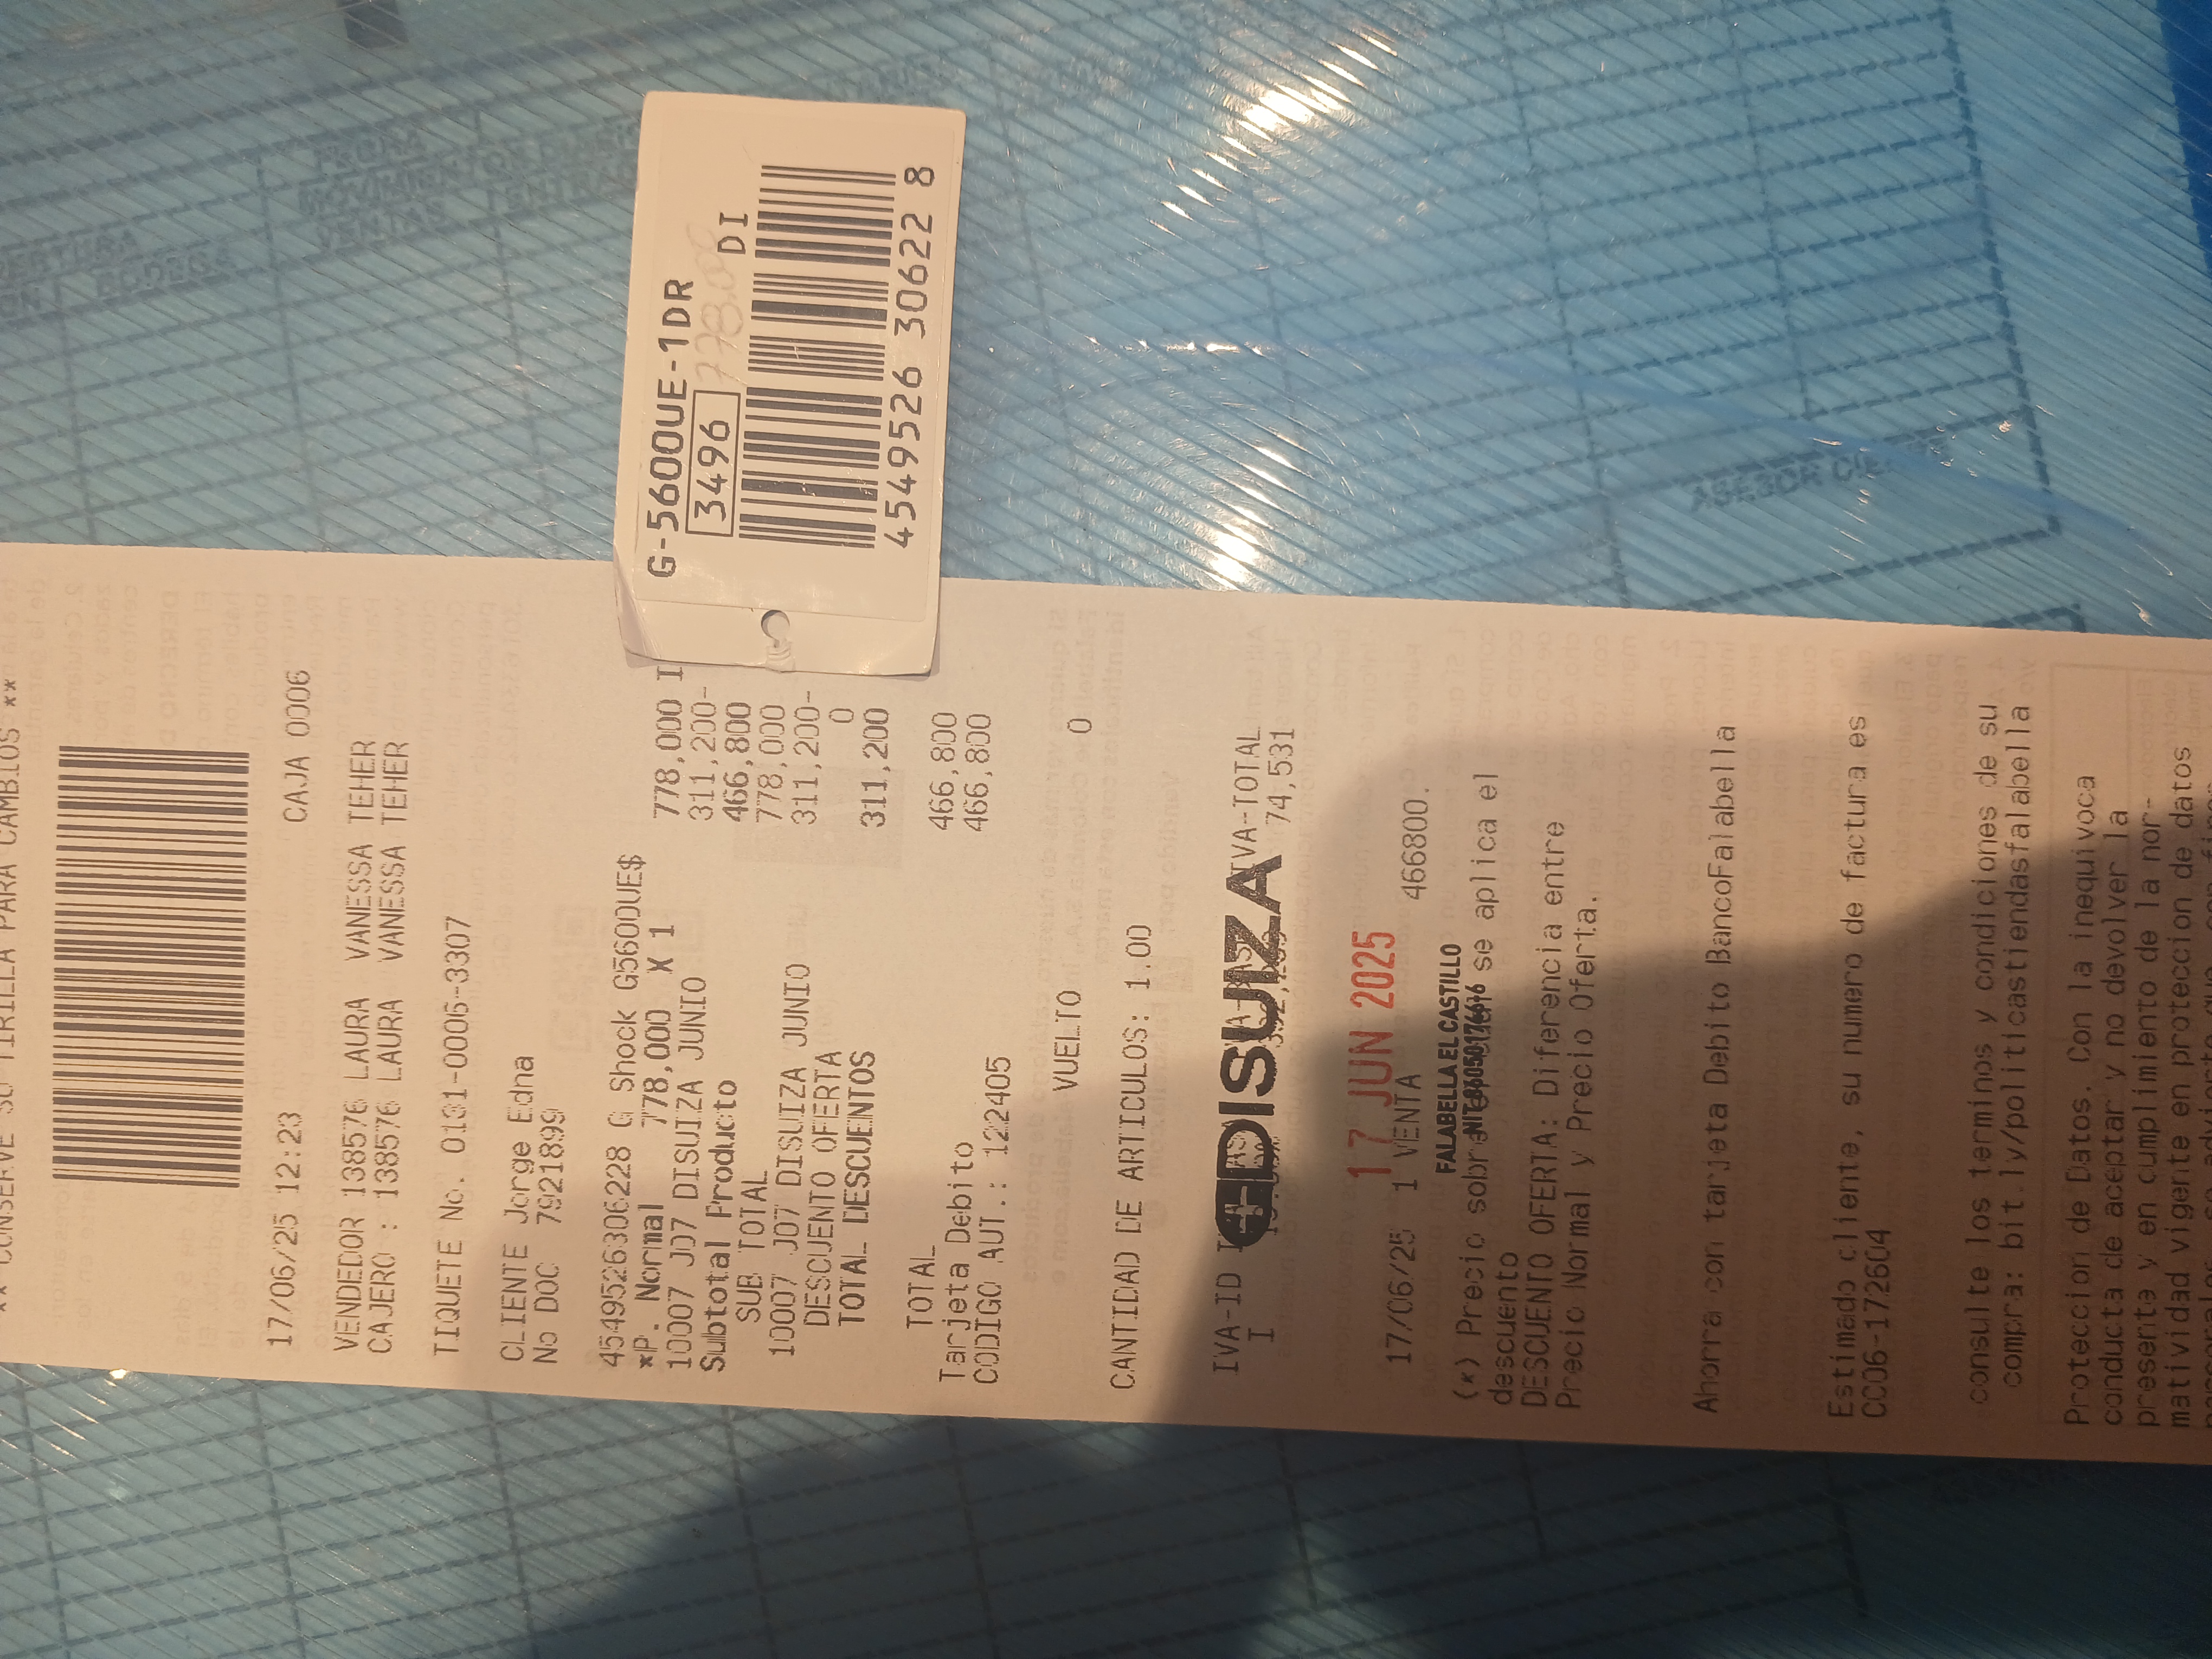 ** CONSERVE SU TIRILLA PARA CAMBIOS **
17/06/25 12:23 CAJA 0006
VENDEDOR 138576 LAURA VANESSA TEHER
CAJERO : 138576 LAURA VANESSA TEHER
TIQUETE No. 0131-0006-3307
CLIENTE Jorge Edna
No DOC 7921899
4549526306228 G Shock G5600UE$
*P. Normal 778,000 X 1 778,000 I
10007 J07 DISUIZA JUNIO 311,200-
Subtotal Producto 466,800
SUB TOTAL 778,000
10007 J07 DISUIZA JUNIO 311,200-
DESCUENTO OFERTA 0
TOTAL DESCUENTOS 311,200
TOTAL 466,800
Tarjeta Debito 466,800
CODIGO AUT.: 122405
VUELTO 0
CANTIDAD DE ARTICULOS: 1.00
IVA-ID IVA-TOTAL
I 74,531
DISUIZA
17 JUN 2025
17/06/25 1 VENTA 466800.
FALABELLA EL CASTILLO
(*) Precio sobre se aplica el
descuento
DESCUENTO OFERTA: Diferencia entre
Precio Normal y Precio Oferta.
Ahorra con tarjeta Debito BancoFalabella
Estimado cliente, su numero de factura es
CC06-172604
consulte los terminos y condiciones de su
compra: bit.ly/politicastiendasfalabella
Proteccion de Datos. Con la inequivoca
conducta de aceptar y no devolver la
presente y en cumplimiento de la nor-
matividad vigente en proteccion de datos
G-5600UE-1DR
3496 778.000
DI
4549526 30622 8
FECHA
VENTAS
BODEGA
ASESOR